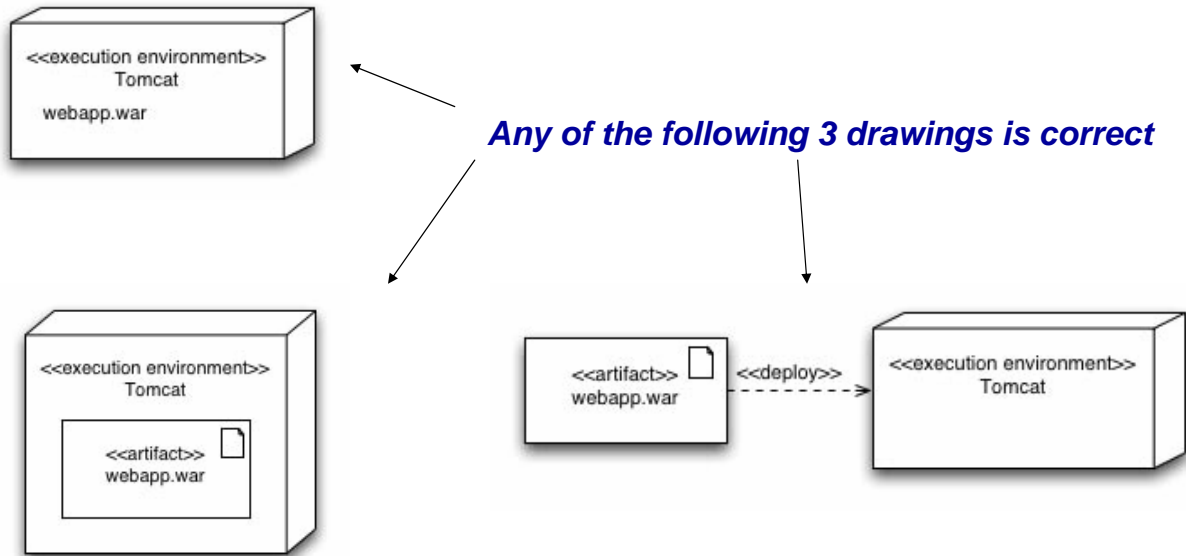 <<execution environment>>
Tomcat
webapp.war
Any of the following 3 drawings is correct
<<execution environment>>
Tomcat
<<artifact>>
webapp.war
<<artifact>>
webapp.war
<<deploy>>
<<execution environment>>
Tomcat